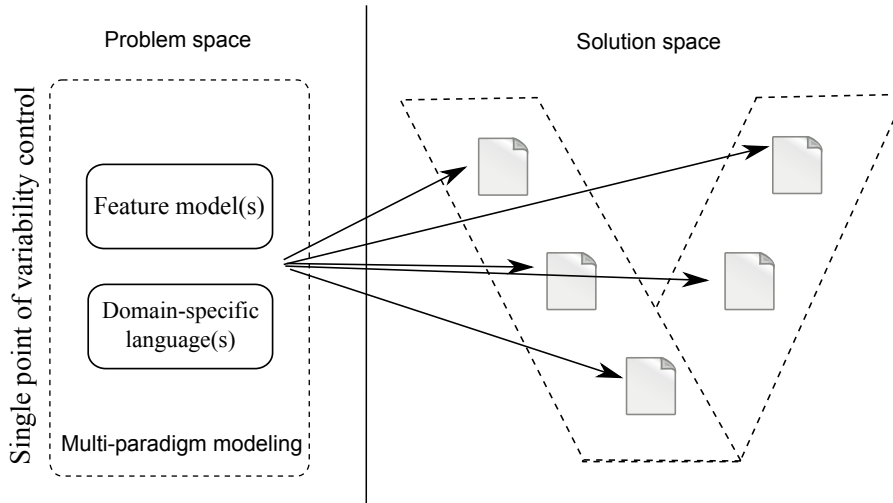 Problem space
Solution space
Single point of variability control
Feature model(s)
Domain-specific
language(s)
Multi-paradigm modeling